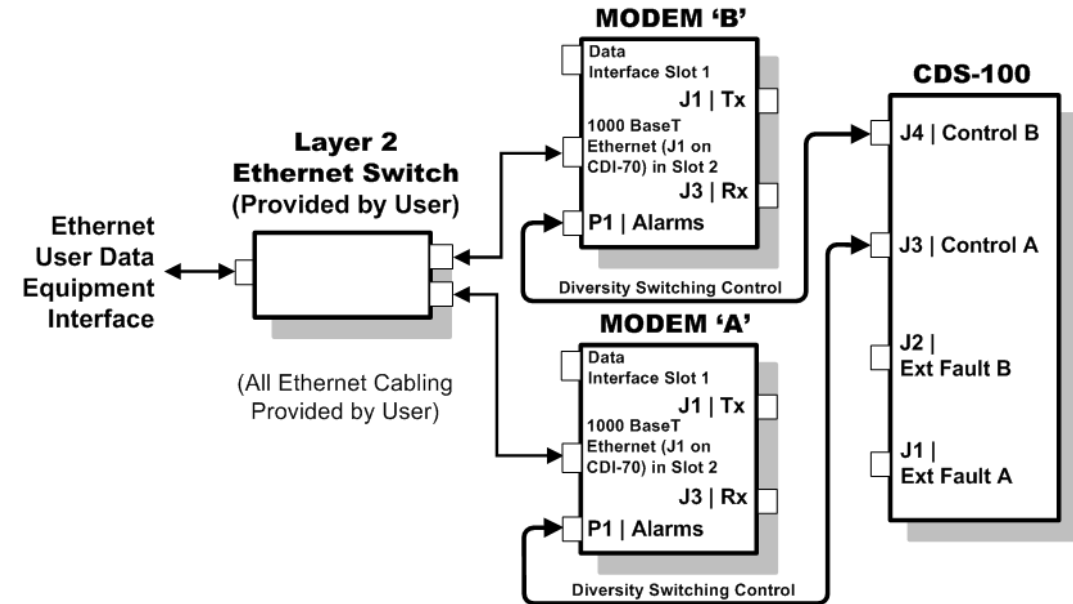 MODEM ‘B’
Data
Interface Slot 1
J1 | Tx
1000 BaseT
Ethernet (J1 on
CDI-70) in Slot 2
J3 | Rx
P1 | Alarms
CDS-100
J4 | Control B
J3 | Control A
J2 |
Ext Fault B
J1 |
Ext Fault A
Layer 2
Ethernet Switch
(Provided by User)
Ethernet
User Data
Equipment
Interface
(All Ethernet Cabling
Provided by User)
Diversity Switching Control
MODEM ‘A’
Data
Interface Slot 1
J1 | Tx
1000 BaseT
Ethernet (J1 on
CDI-70) in Slot 2
J3 | Rx
P1 | Alarms
Diversity Switching Control